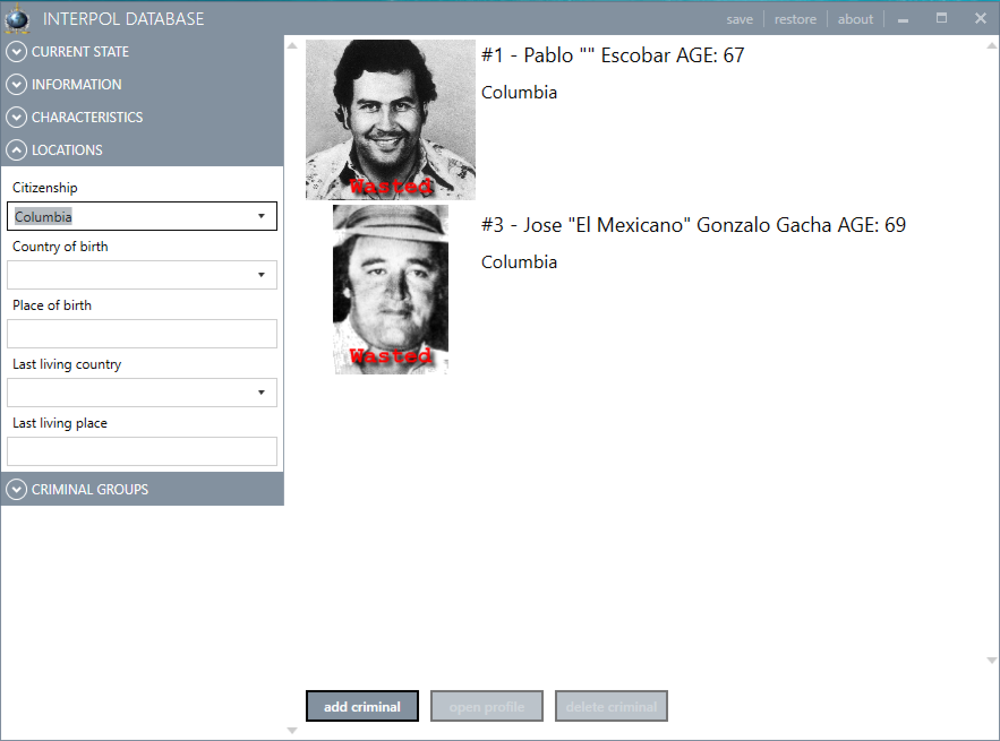 INTERPOL DATABASE
save
restore
about
CURRENT STATE
INFORMATION
CHARACTERISTICS
LOCATIONS
Citizenship
Columbia
Country of birth
Place of birth
Last living country
Last living place
CRIMINAL GROUPS
#1 - Pablo "" Escobar AGE: 67
Columbia
Wasted
#3 - Jose "El Mexicano" Gonzalo Gacha AGE: 69
Columbia
Wasted
add criminal
open profile
delete criminal